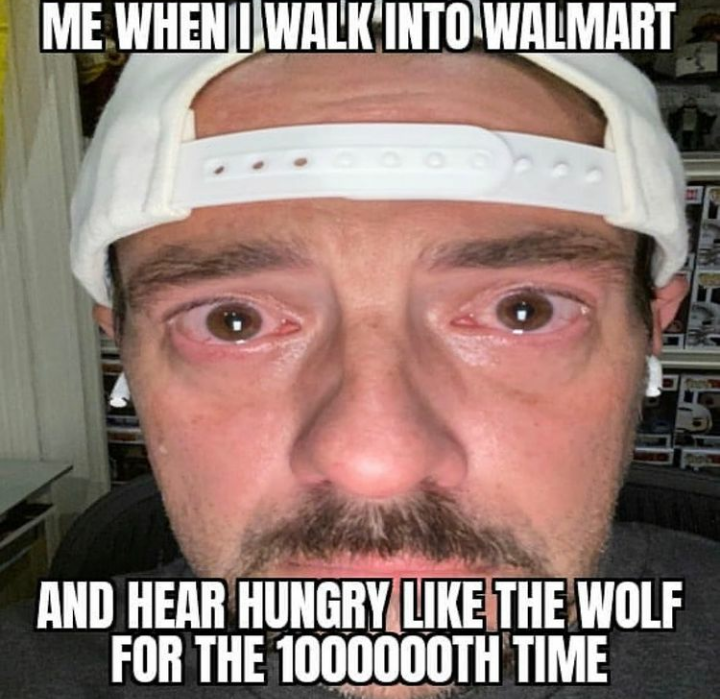 ME WHEN I WALK INTO WALMART
AND HEAR HUNGRY LIKE THE WOLF
FOR THE 1000000TH TIME